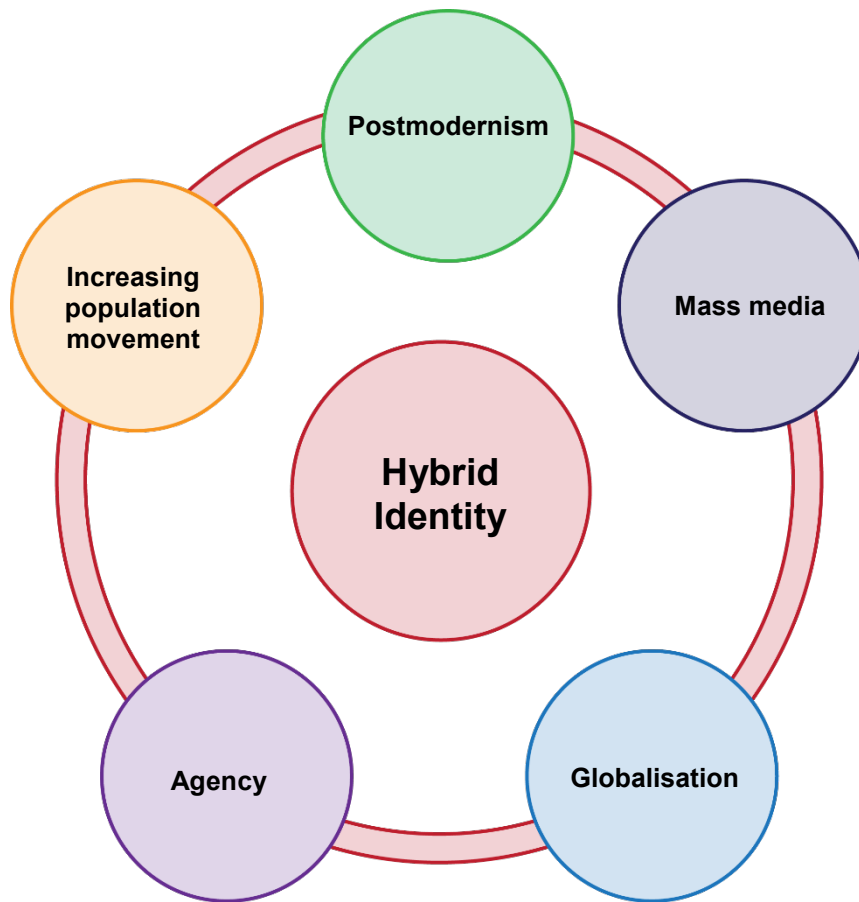 Postmodernism
Increasing
population
movement
Mass media
Hybrid
Identity
Agency
Globalisation